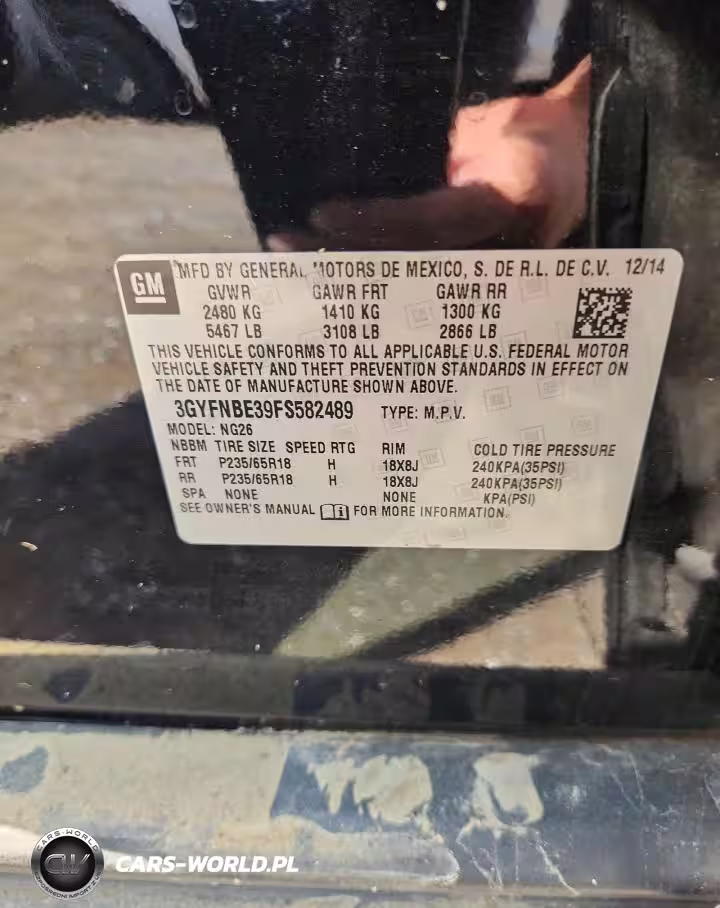 GM
MFD BY GENERAL MOTORS DE MEXICO, S. DE R.L. DE C.V. 12/14
GVWR GAWR FRT GAWR RR
2480 KG 1410 KG 1300 KG
5467 LB 3108 LB 2866 LB
THIS VEHICLE CONFORMS TO ALL APPLICABLE U.S. FEDERAL MOTOR
VEHICLE SAFETY AND THEFT PREVENTION STANDARDS IN EFFECT ON
THE DATE OF MANUFACTURE SHOWN ABOVE.
3GYFNBE39FS582489 TYPE: M.P.V.
MODEL: NG26
NBBM TIRE SIZE SPEED RTG RIM COLD TIRE PRESSURE
FRT P235/65R18 H 18X8J 240KPA(35PSI)
RR P235/65R18 H 18X8J 240KPA(35PSI)
SPA NONE NONE KPA(PSI)
SEE OWNER'S MANUAL FOR MORE INFORMATION.
CARS-WORLD
CW
CARS-WORLD.PL